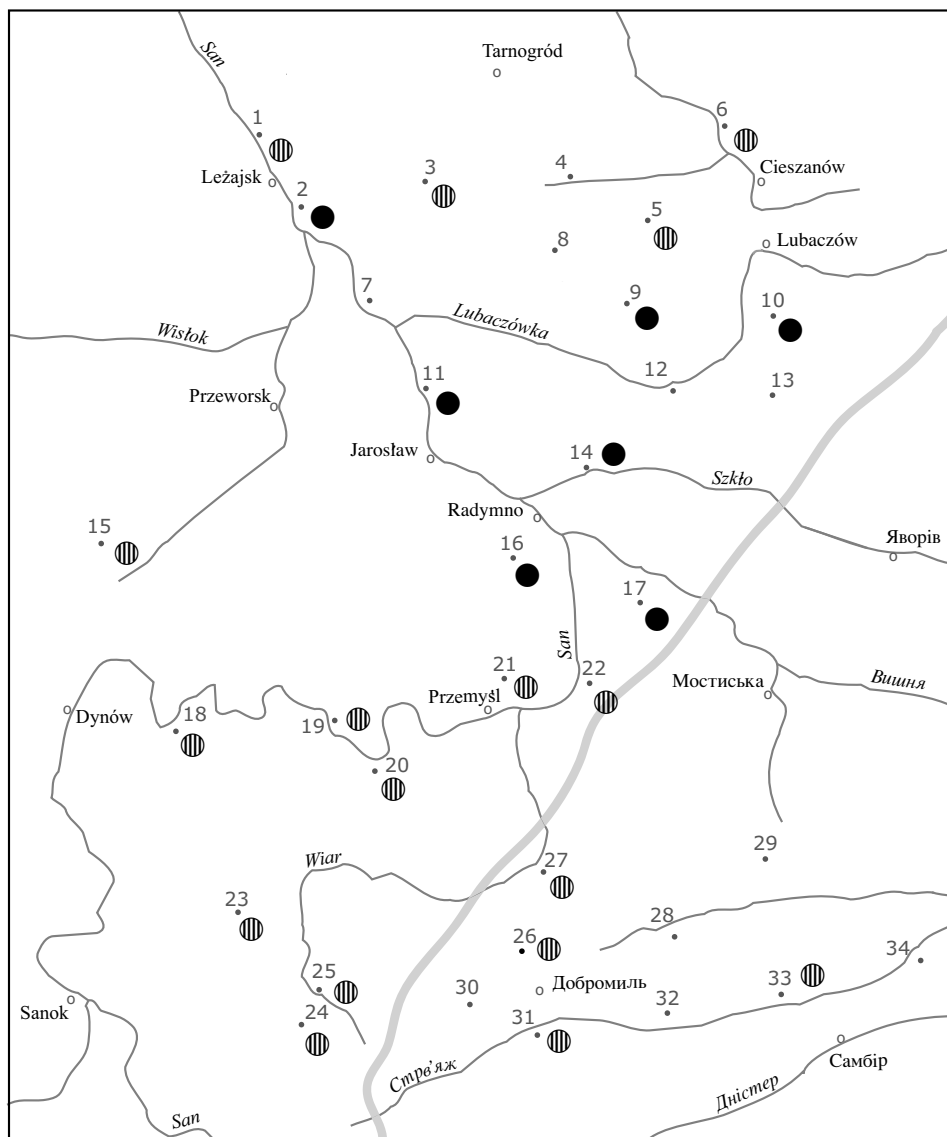 San
Tarnogród
1
6
3
4
Cieszanów
Leżajsk
2
5
8
Lubaczów
7
9
10
Lubaczówka
Wisłok
11
12
13
Przeworsk
Jarosław
14
Szkło
Radymno
15
16
Яворів
17
San
21
22
Мостиська
Вишня
Dynów
18
19
Przemyśl
20
Wiar
27
29
23
28
26
34
25
Добромиль
33
Sanok
24
30
31
32
Стрв'яж
Самбір
Дністер
San